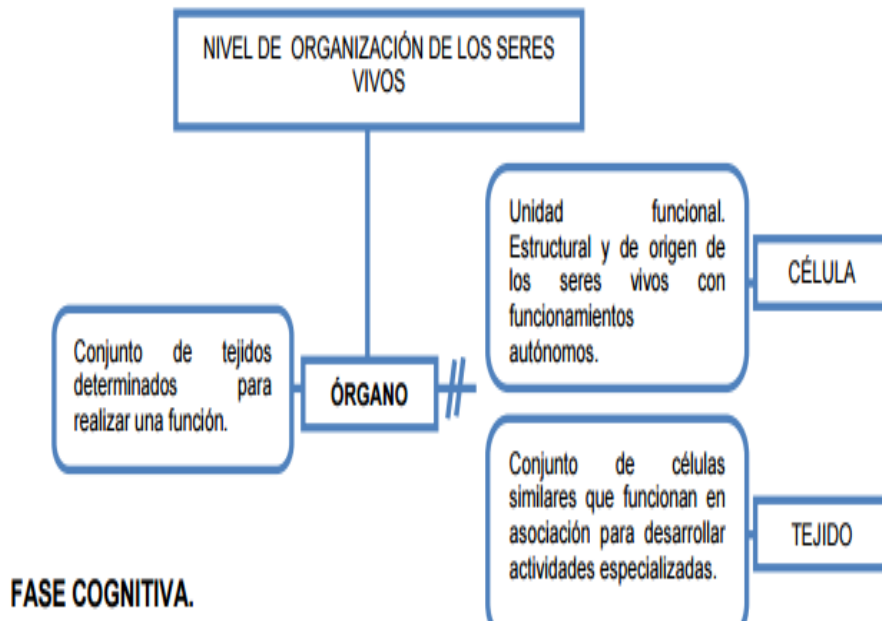 NIVEL DE ORGANIZACIÓN DE LOS SERES
VIVOS
Unidad funcional.
Estructural y de origen de
los seres vivos con
funcionamientos
autónomos.
CÉLULA
Conjunto de tejidos
determinados para
realizar una función.
ÓRGANO
Conjunto de células
similares que funcionan en
asociación para desarrollar
actividades especializadas.
TEJIDO
FASE COGNITIVA.